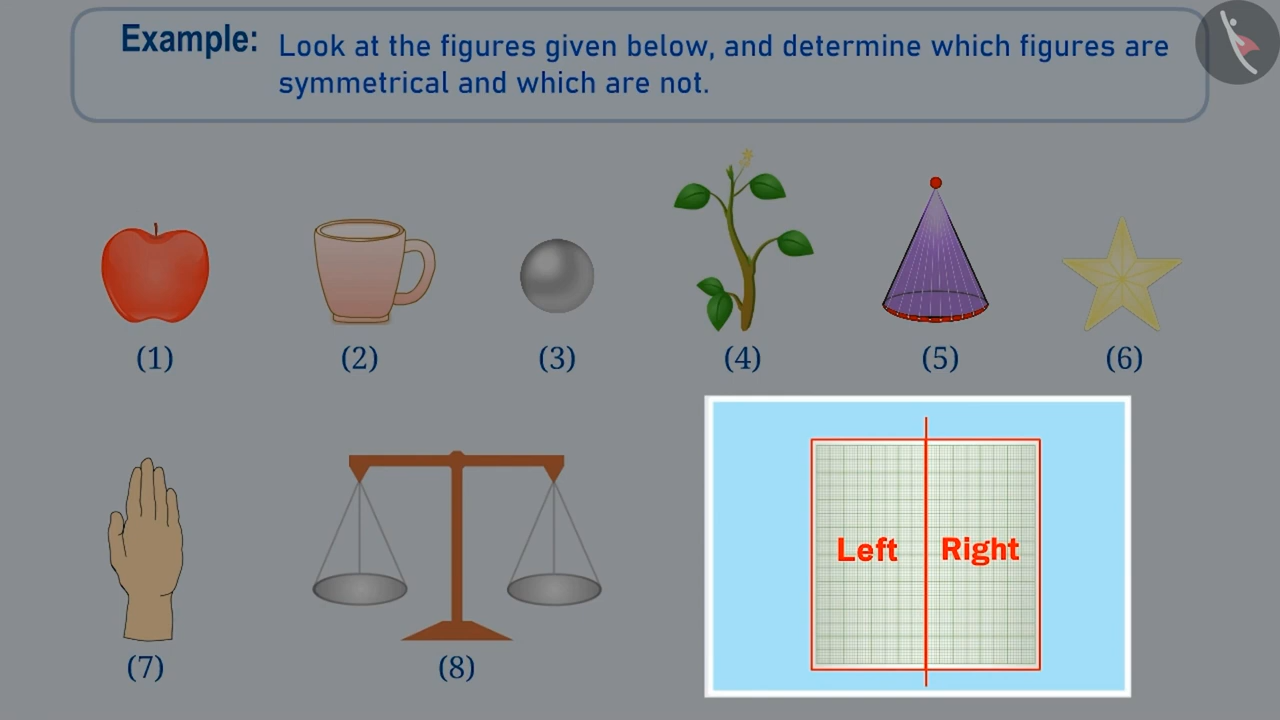 Example: Look at the figures given below, and determine which figures are
symmetrical and which are not.
(1) (2) (3) (4) (5) (6)
Left Right
(7) (8)